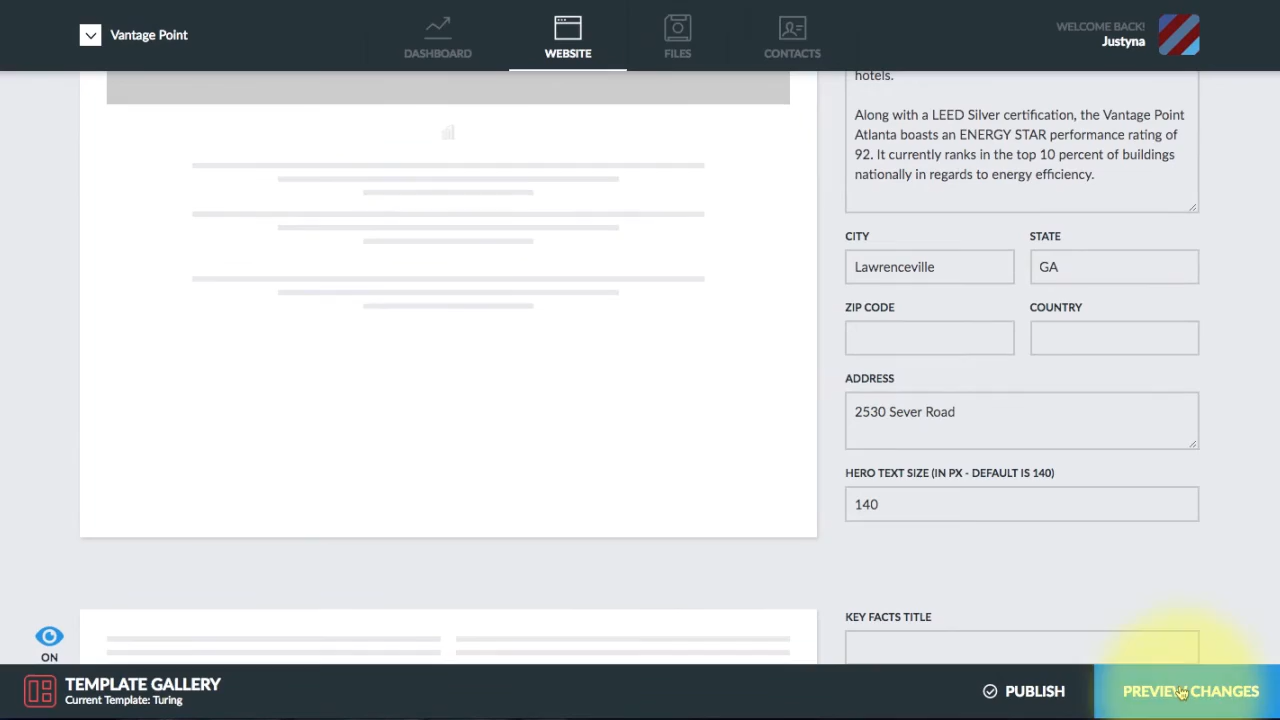 Vantage Point
DASHBOARD
WEBSITE
FILES
CONTACTS
WELCOME BACK!
Justyna
hotels.
Along with a LEED Silver certification, the Vantage Point
Atlanta boasts an ENERGY STAR performance rating of
92. It currently ranks in the top 10 percent of buildings
nationally in regards to energy efficiency.
CITY
STATE
Lawrenceville
GA
ZIP CODE
COUNTRY
ADDRESS
2530 Sever Road
HERO TEXT SIZE (IN PX - DEFAULT IS 140)
140
KEY FACTS TITLE
ON
TEMPLATE GALLERY
Current Template: Turing
PUBLISH
PREVIEW CHANGES